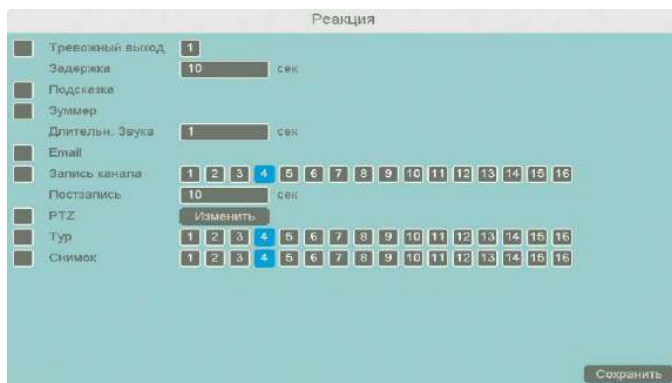 Реакция
Тревожный выход 1
Задержка 10 сек
Подсказка
Зуммер
Длительн. Звука 1 сек
Email
Запись канала 1 2 3 4 5 6 7 8 9 10 11 12 13 14 15 16
Постзапись 10 сек
PTZ Изменить
Тур 1 2 3 4 5 6 7 8 9 10 11 12 13 14 15 16
Снимок 1 2 3 4 5 6 7 8 9 10 11 12 13 14 15 16
Сохранить